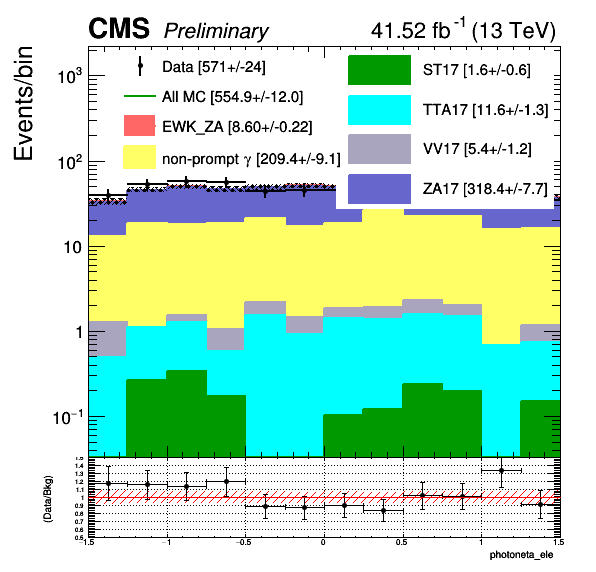 CMS Preliminary 41.52 fb⁻¹ (13 TeV)
Events/bin
Data [571+/-24]
All MC [554.9+/-12.0]
EWK_ZA [8.60+/-0.22]
non-prompt γ [209.4+/-9.1]
ST17 [1.6+/-0.6]
TTA17 [11.6+/-1.3]
VV17 [5.4+/-1.2]
ZA17 [318.4+/-7.7]
10³
10²
10
1
10⁻¹
(Data/Bkg)
1.5
1.4
1.3
1.2
1.1
1
0.9
0.8
0.7
0.6
0.5
-1.5 −1 −0.5 0 0.5 1 1.5
photoneta_ele